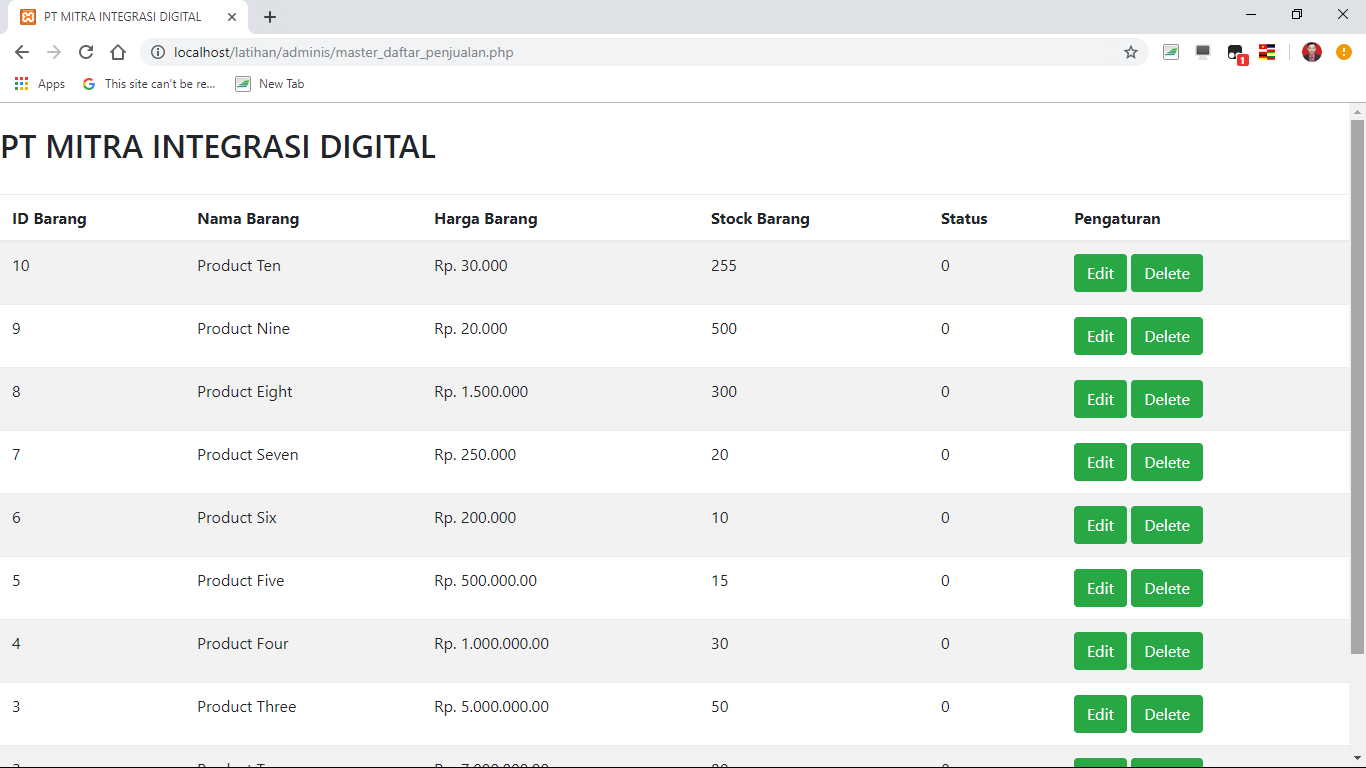 PT MITRA INTEGRASI DIGITAL
localhost/latihan/adminis/master_daftar_penjualan.php
1
Apps This site can't be re... New Tab
PT MITRA INTEGRASI DIGITAL
ID Barang Nama Barang Harga Barang Stock Barang Status Pengaturan
10 Product Ten Rp. 30.000 255 0 Edit Delete
9 Product Nine Rp. 20.000 500 0 Edit Delete
8 Product Eight Rp. 1.500.000 300 0 Edit Delete
7 Product Seven Rp. 250.000 20 0 Edit Delete
6 Product Six Rp. 200.000 10 0 Edit Delete
5 Product Five Rp. 500.000.00 15 0 Edit Delete
4 Product Four Rp. 1.000.000.00 30 0 Edit Delete
3 Product Three Rp. 5.000.000.00 50 0 Edit Delete